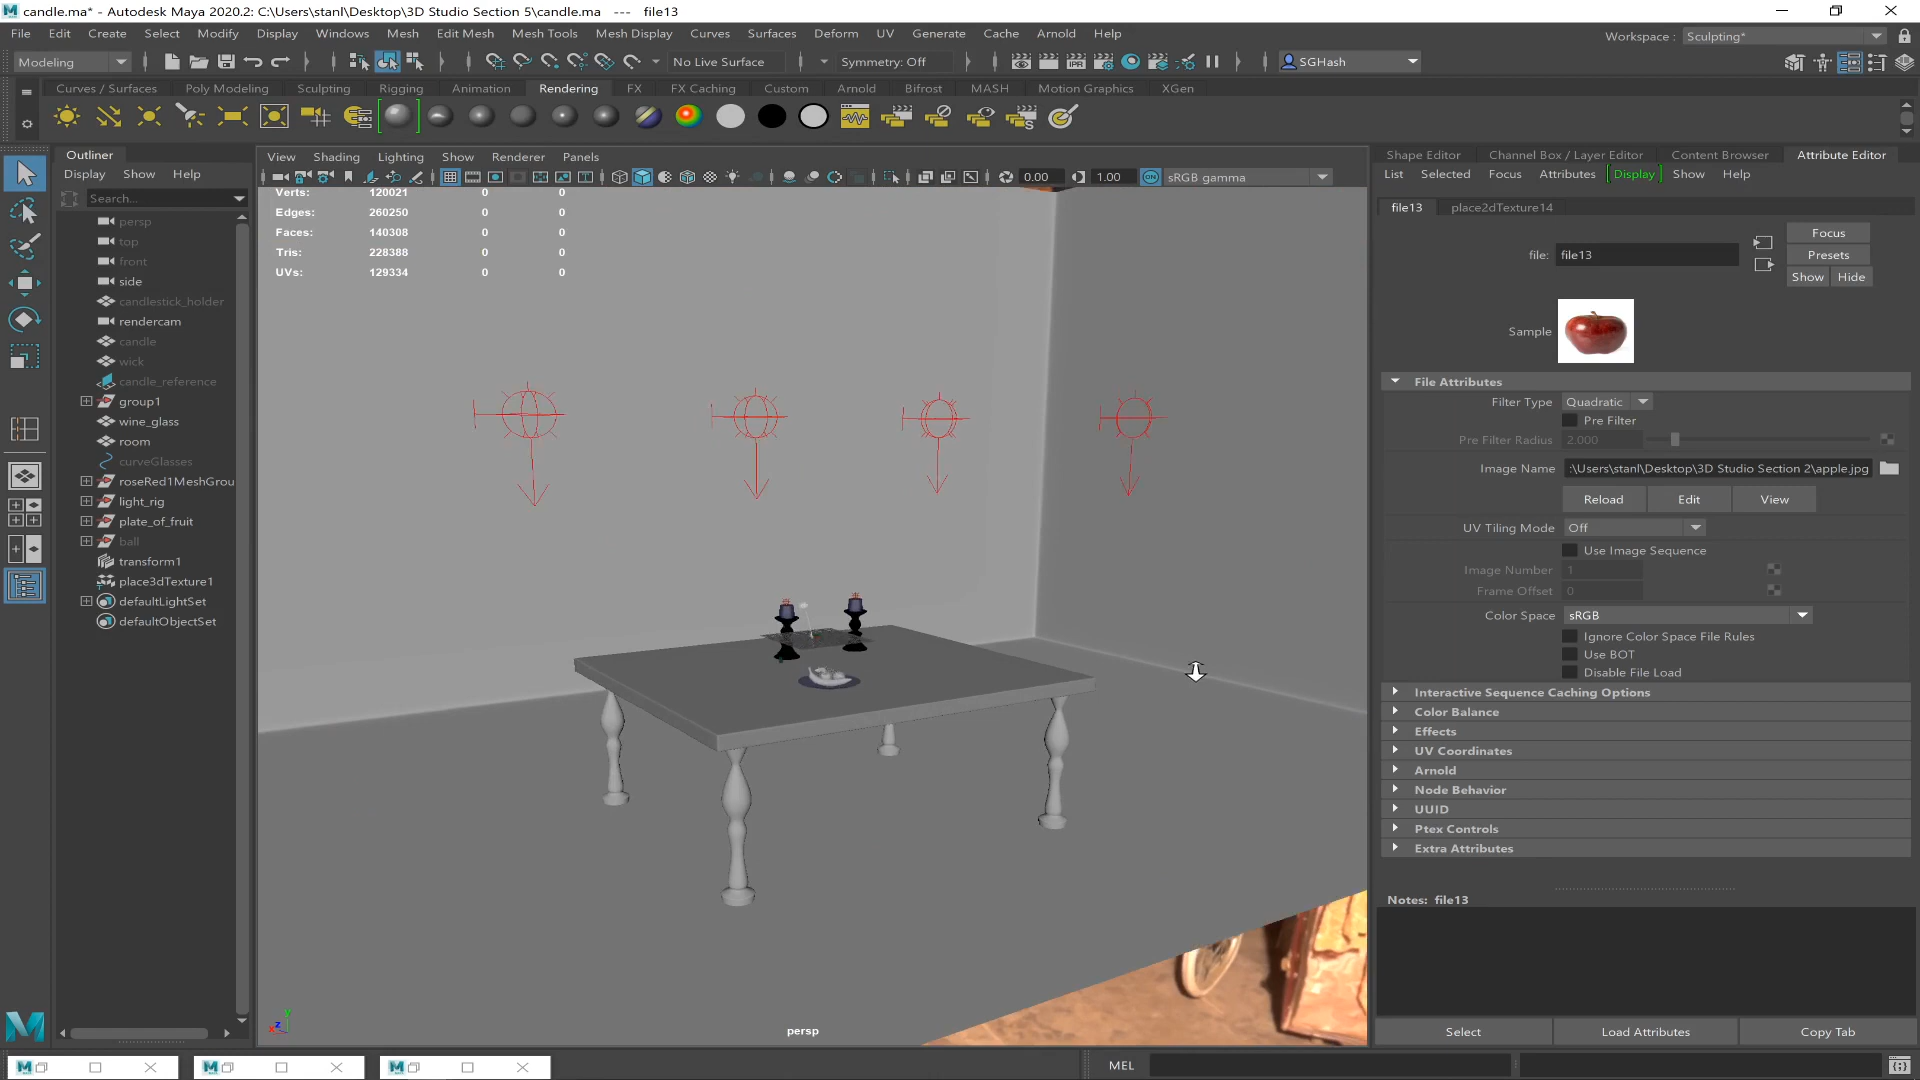 candle.ma* - Autodesk Maya 2020.2: C:\Users\stanl\Desktop\3D Studio Section 5\candle.ma --- file13
File Edit Create Select Modify Display Windows Mesh Edit Mesh Mesh Tools Mesh Display Curves Surfaces Deform UV Generate Cache Arnold Help
Workspace : Sculpting*
Modeling No Live Surface Symmetry: Off SGHash
Curves / Surfaces Poly Modeling Sculpting Rigging Animation Rendering FX FX Caching Custom Arnold Bifrost MASH Motion Graphics XGen
IPR
Outliner
Display Show Help
Search...
persp
top
front
side
candlestick_holder
rendercam
candle
wick
candle_reference
group1
wine_glass
room
curveGlasses
roseRed1MeshGrou
light_rig
plate_of_fruit
ball
transform1
place3dTexture1
defaultLightSet
defaultObjectSet
View Shading Lighting Show Renderer Panels
0.00 1.00 sRGB gamma
Verts: 120021 0 0
Edges: 260250 0 0
Faces: 140308 0 0
Tris: 228388 0 0
UVs: 129334 0 0
persp
Shape Editor Channel Box / Layer Editor Content Browser Attribute Editor
List Selected Focus Attributes Display Show Help
file13 place2dTexture14
file: file13
Focus
Presets
Show Hide
Sample
File Attributes
Filter Type Quadratic
Pre Filter
Pre Filter Radius 2.000
Image Name :\Users\stanl\Desktop\3D Studio Section 2\apple.jpg
Reload Edit View
UV Tiling Mode Off
Use Image Sequence
Image Number 1
Frame Offset 0
Color Space sRGB
Ignore Color Space File Rules
Use BOT
Disable File Load
Interactive Sequence Caching Options
Color Balance
Effects
UV Coordinates
Arnold
Node Behavior
UUID
Ptex Controls
Extra Attributes
Notes: file13
Select Load Attributes Copy Tab
MEL